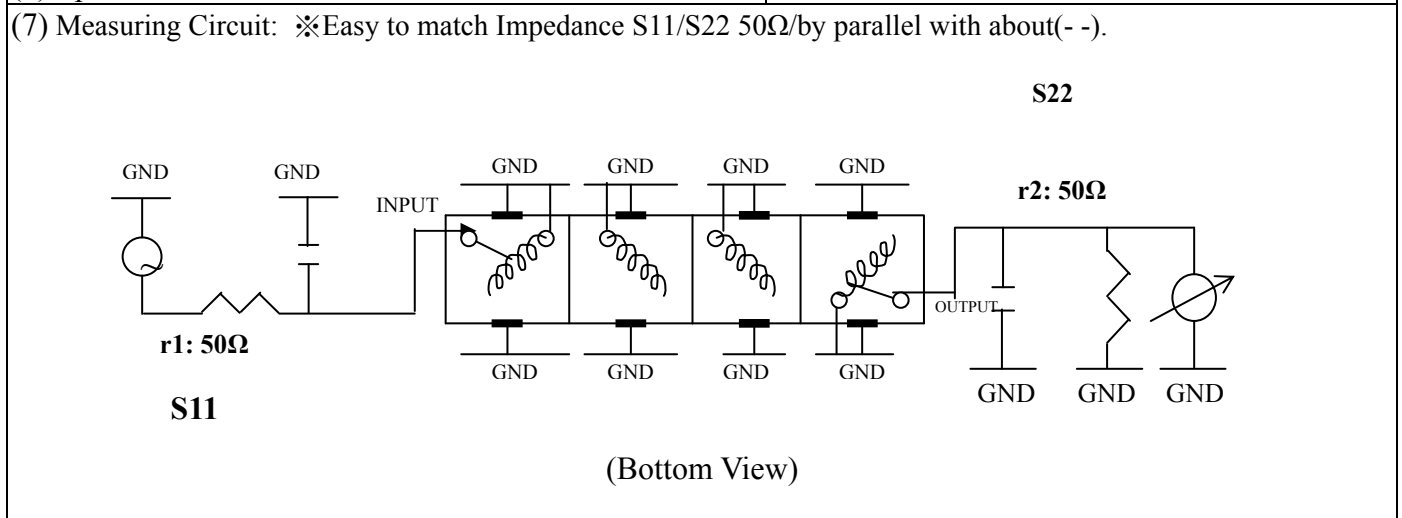 (7) Measuring Circuit: ※Easy to match Impedance S11/S22 50Ω/by parallel with about(- -).
S22
GND GND GND GND GND GND
r2: 50Ω
INPUT
OUTPUT
r1: 50Ω
GND GND GND GND
GND GND GND
S11
(Bottom View)